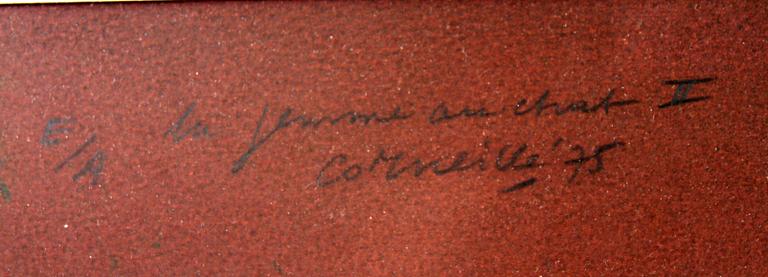 E/A la femme au chat II
Corneille '75